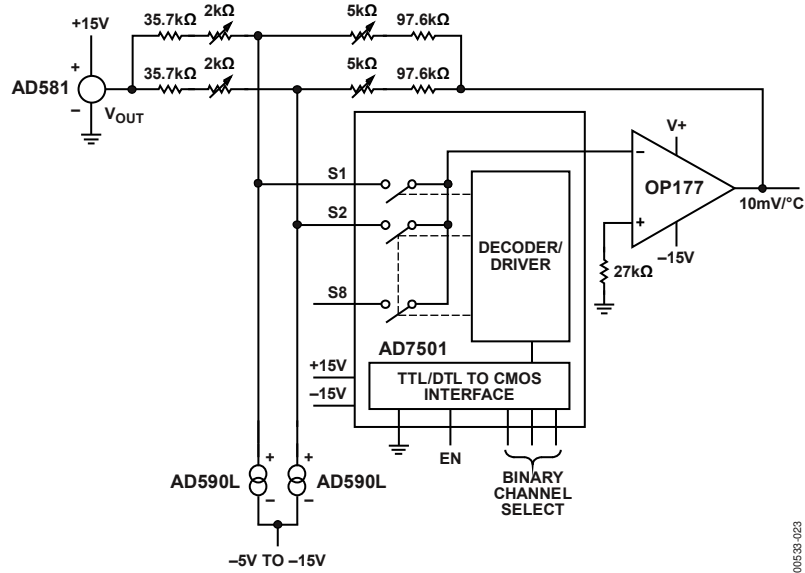 +15V
35.7kΩ
2kΩ
5kΩ
97.6kΩ
+
AD581
–
VOUT
35.7kΩ
2kΩ
5kΩ
97.6kΩ
S1
S2
S8
DECODER/
DRIVER
AD7501
+15V
–15V
TTL/DTL TO CMOS
INTERFACE
EN
BINARY
CHANNEL
SELECT
V+
–
OP177
+
–15V
27kΩ
10mV/°C
AD590L
+
–
+
–
AD590L
–5V TO –15V
00533-023